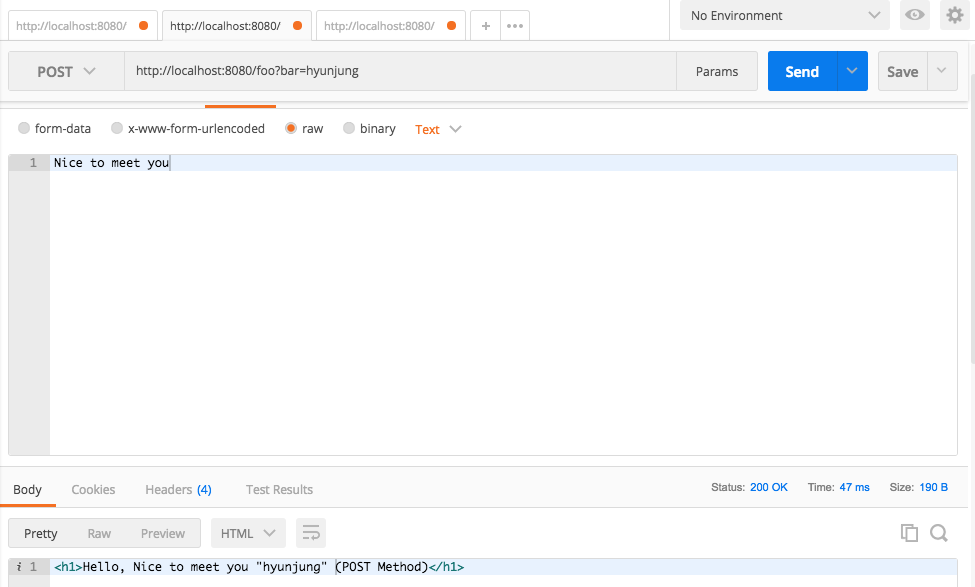 http://localhost:8080/ http://localhost:8080/ http://localhost:8080/ + ••• No Environment
POST http://localhost:8080/foo?bar=hyunjung Params Send Save
form-data x-www-form-urlencoded raw binary Text
1 Nice to meet you
Body Cookies Headers (4) Test Results Status: 200 OK Time: 47 ms Size: 190 B
Pretty Raw Preview HTML
i 1 <h1>Hello, Nice to meet you "hyunjung" (POST Method)</h1>